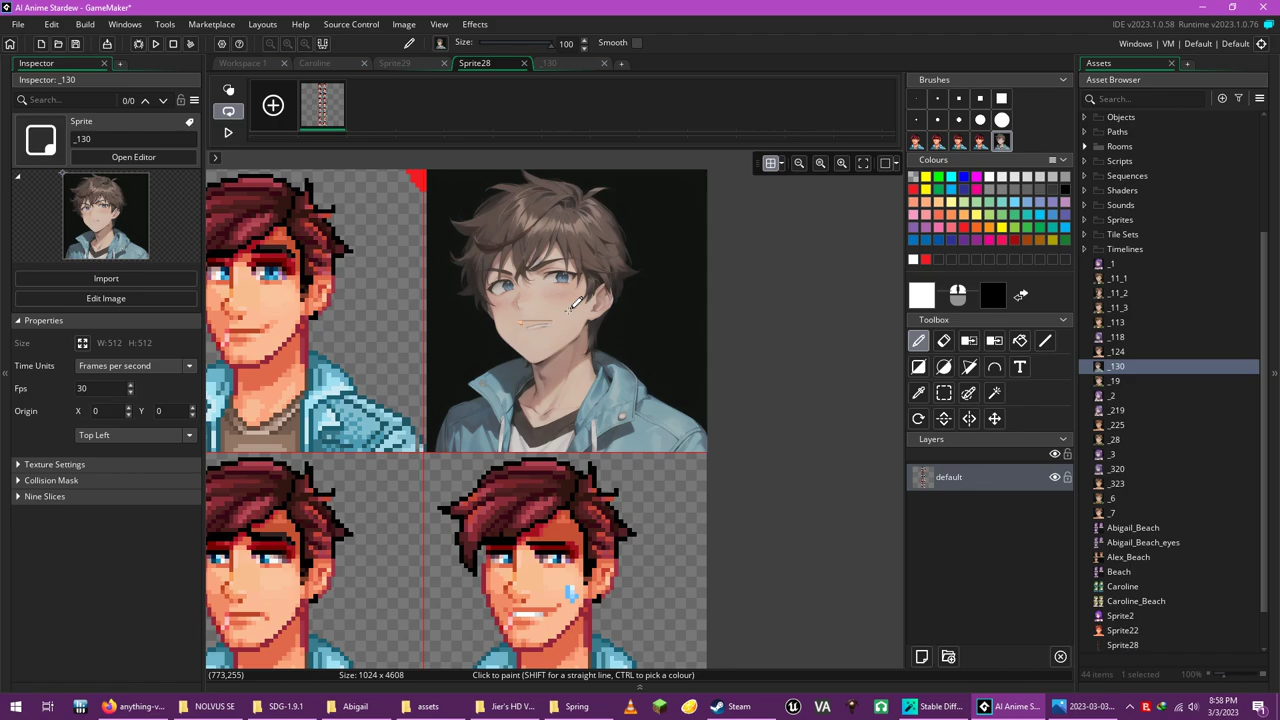 AI Anime Stardew - GameMaker*
File Edit Build Windows Tools Marketplace Layouts Source Control Image View Effects
IDE v2023.1.0.58 Runtime v2023.1.0.76
Size: 100 Smooth
Windows | VM | Default | Default
Inspector
Workspace 1 Caroline Sprite29 Sprite28 _130
Assets
Inspector: _130
Brushes
Asset Browser
Search...
0/0
Search...
Sprite
_130
Open Editor
Objects
Paths
Rooms
Scripts
Sequences
Shaders
Sounds
Sprites
Tile Sets
Timelines
_1
_11_1
_11_2
_11_3
_113
_118
_124
_130
_19
_2
_219
_225
_28
_3
_320
_323
_6
_7
Abigail_Beach
Abigail_Beach_eyes
Alex_Beach
Beach
Caroline
Caroline_Beach
Sprite2
Sprite22
Sprite28
Colours
Import
Edit Image
Properties
Size W: 512 H: 512
Time Units Frames per second
Fps 30
Origin X 0 Y 0
Top Left
Texture Settings
Collision Mask
Nine Slices
Toolbox
T
Layers
default
(773,255)
Size: 1024 x 4608
Click to paint (SHIFT for a straight line, CTRL to pick a colour)
44 items 1 selected 100%
anything-v... NOLVUS SE SDG-1.9.1 Abigail assets Jier's HD V... Spring Steam VA Stable Diff... AI Anime S... 2023-03-03...
8:58 PM
3/3/2023